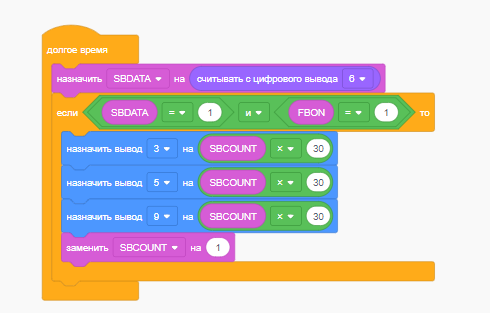 долгое время
назначить SBDATA на считывать с цифрового вывода 6
если SBDATA = 1 и FBON = 1 то
назначить вывод 3 на SBCOUNT × 30
назначить вывод 5 на SBCOUNT × 30
назначить вывод 9 на SBCOUNT × 30
заменить SBCOUNT на 1